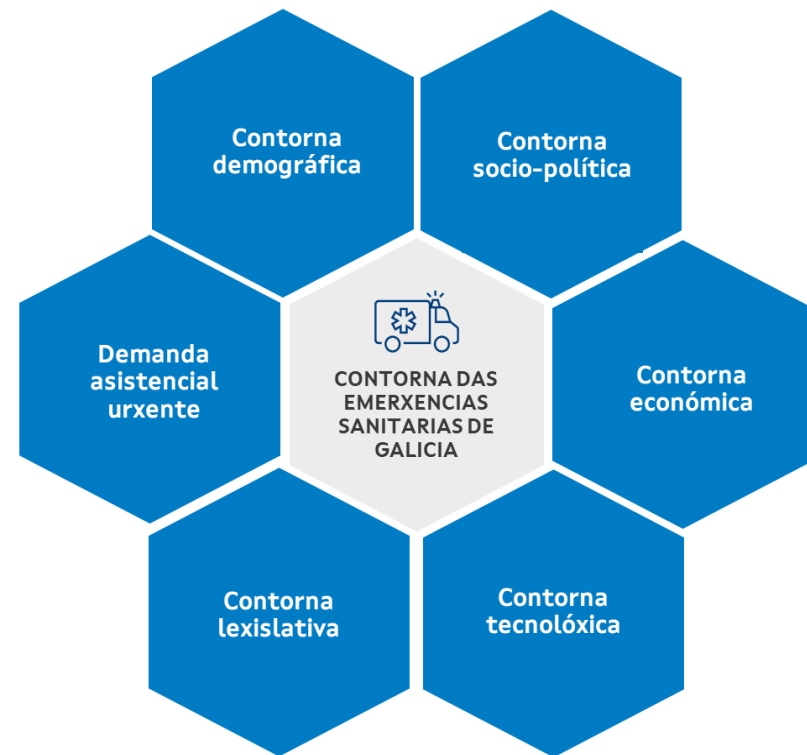 Contorna
demográfica
Contorna
socio-política
Demanda
asistencial
urxente
CONTORNA DAS
EMERXENCIAS
SANITARIAS DE
GALICIA
Contorna
económica
Contorna
lexislativa
Contorna
tecnolóxica